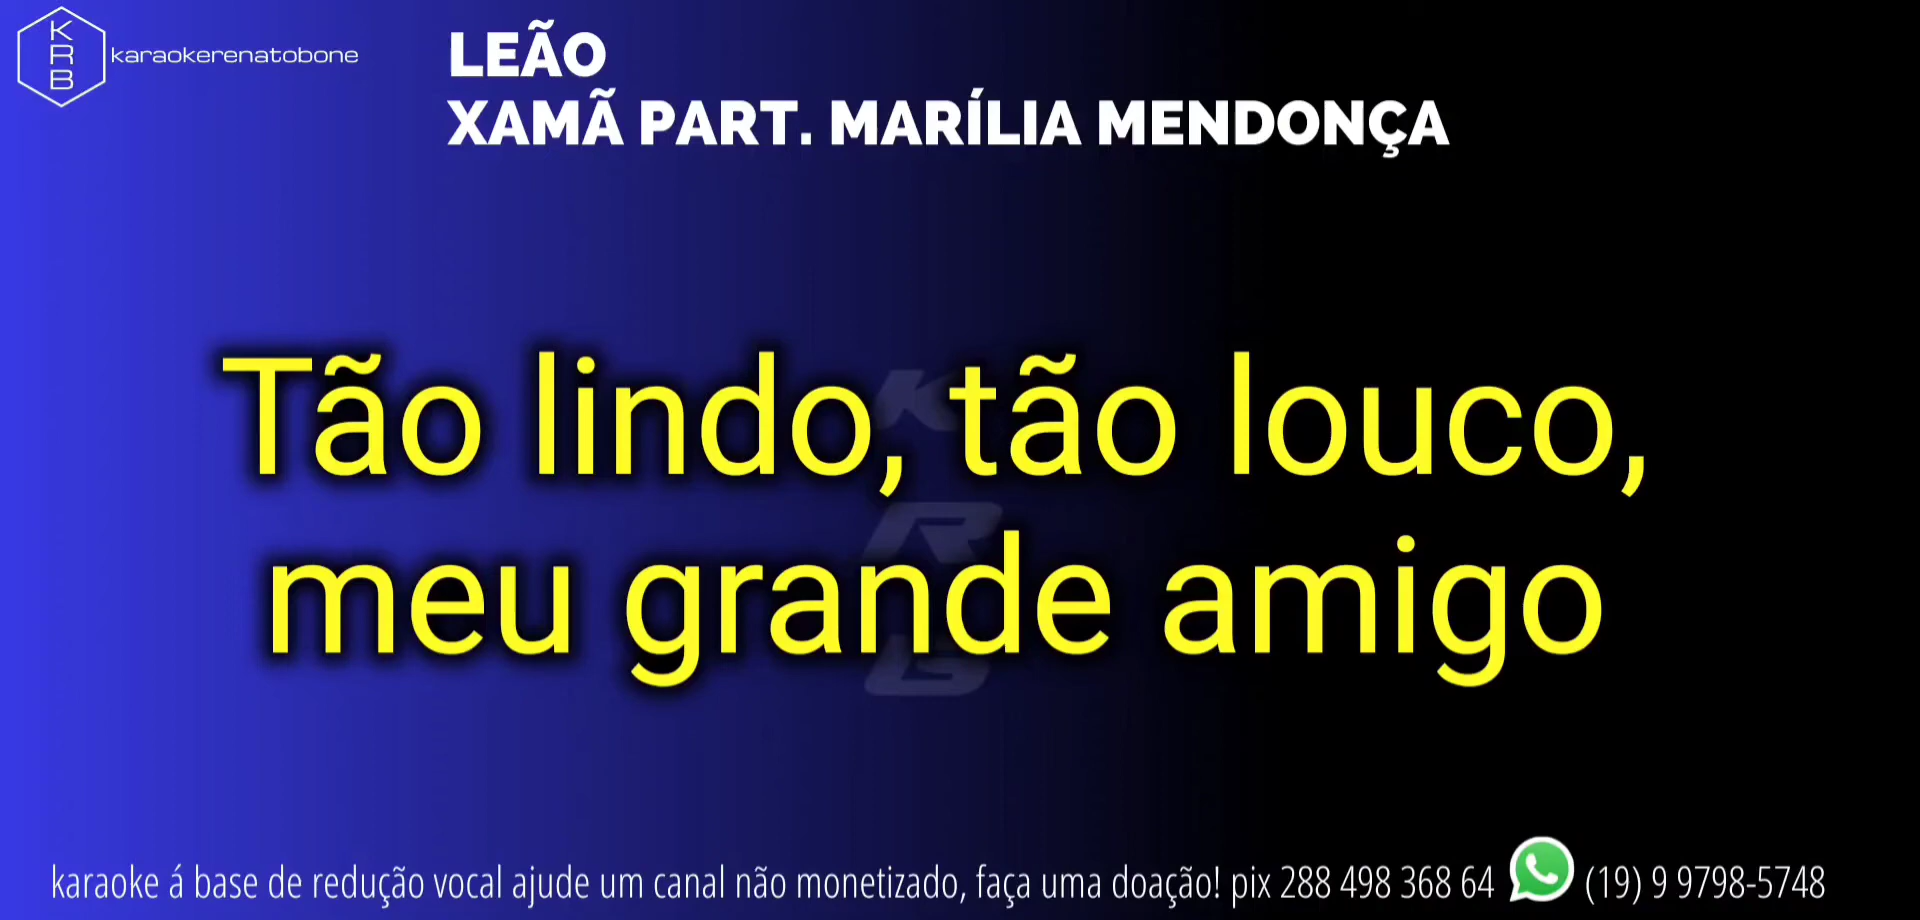 KRB
karaokerenatobone
LEÃO
XAMÃ PART. MARÍLIA MENDONÇA
Tão lindo, tão louco,
meu grande amigo
KRB
karaoke á base de redução vocal ajude um canal não monetizado, faça uma doação! pix 288 498 368 64 (19) 9 9798-5748